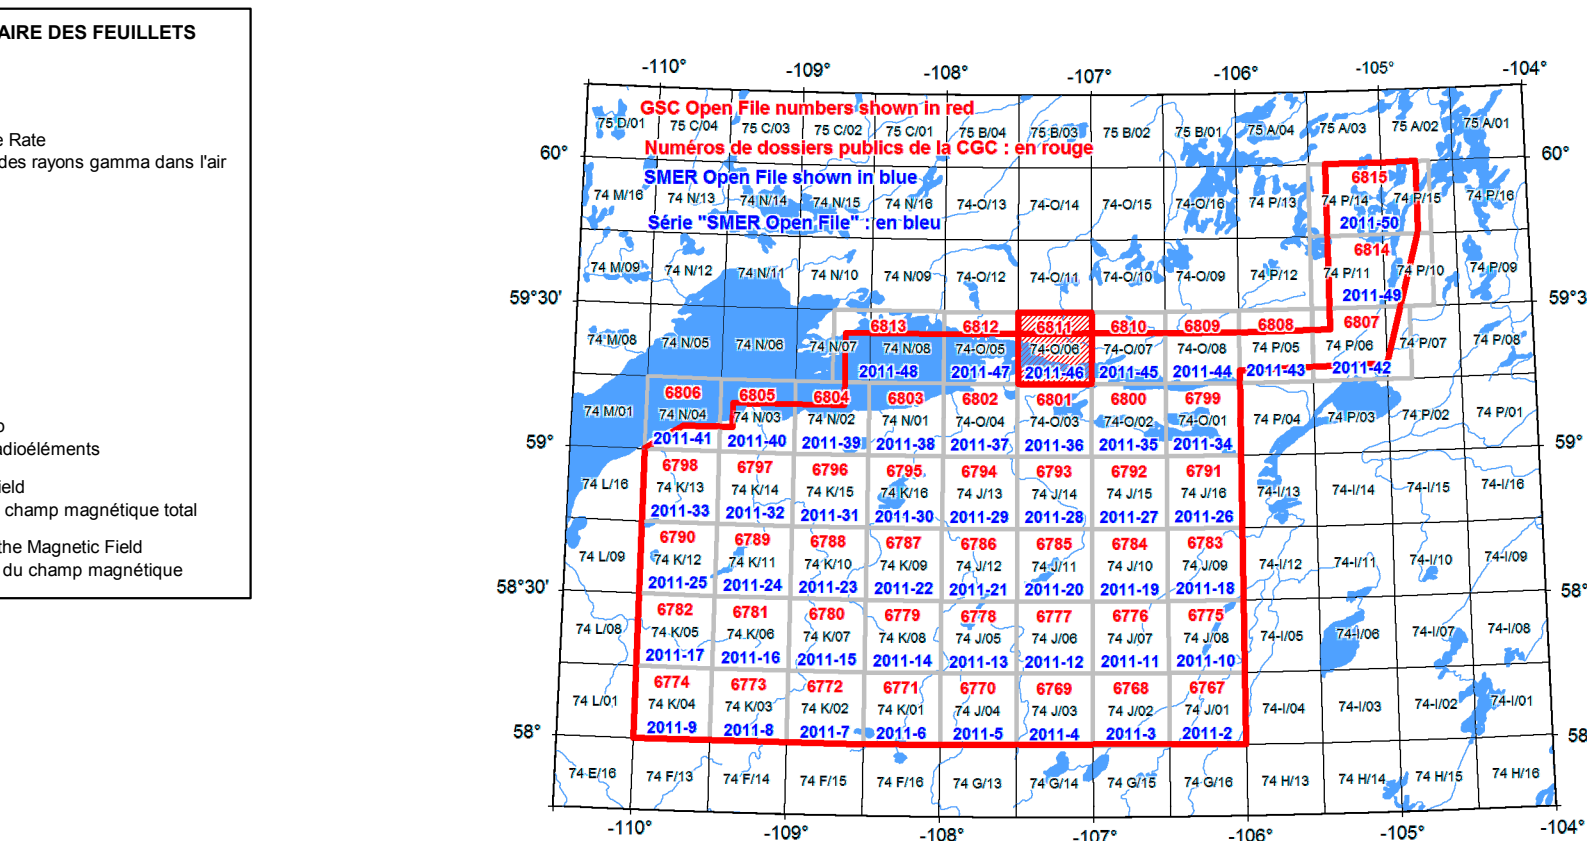 AIRE DES FEUILLETS
e Rate
des rayons gamma dans l'air
o
adioéléments
ield
champ magnétique total
the Magnetic Field
du champ magnétique
-110° -109° -108° -107° -106° -105° -104°
GSC Open File numbers shown in red
75 D/01 75 C/04 75 C/03 75 C/02 75 C/01 75 B/04 75 B/03 75 B/02 75 B/01 75 A/04 75 A/03 75 A/02 75 A/01
Numéros de dossiers publics de la CGC : en rouge
60° 60°
SMER Open File shown in blue
6815
74 M/16 74 N/13 74 N/14 74 N/15 74 N/16 74-O/13 74-O/14 74-O/15 74-O/16 74 P/13 74 P/14 74 P/15 74 P/16
Série "SMER Open File" : en bleu
2011-50
6814
74 M/09 74 N/12 74 N/11 74 N/10 74 N/09 74-O/12 74-O/11 74-O/10 74-O/09 74 P/12 74 P/11 74 P/10 74 P/09
2011-49
59°30' 59°3
6813 6812 6811 6810 6809 6808 6807
74 M/08 74 N/05 74 N/06 74 N/07 74 N/08 74-O/05 74-O/06 74-O/07 74-O/08 74 P/05 74 P/06 74 P/07 74 P/08
2011-48 2011-47 2011-46 2011-45 2011-44 2011-43 2011-42
6806 6805 6804 6803 6802 6801 6800 6799
74 M/01 74 N/04 74 N/03 74 N/02 74 N/01 74-O/04 74-O/03 74-O/02 74-O/01 74 P/04 74 P/03 74 P/02 74 P/01
2011-41 2011-40 2011-39 2011-38 2011-37 2011-36 2011-35 2011-34
59° 59°
6798 6797 6796 6795 6794 6793 6792 6791
74 L/16 74 K/13 74 K/14 74 K/15 74 K/16 74 J/13 74 J/14 74 J/15 74 J/16 74-I/13 74-I/14 74-I/15 74-I/16
2011-33 2011-32 2011-31 2011-30 2011-29 2011-28 2011-27 2011-26
6790 6789 6788 6787 6786 6785 6784 6783
74 L/09 74 K/12 74 K/11 74 K/10 74 K/09 74 J/12 74 J/11 74 J/10 74 J/09 74-I/12 74-I/11 74-I/10 74-I/09
2011-25 2011-24 2011-23 2011-22 2011-21 2011-20 2011-19 2011-18
58°30' 58°
6782 6781 6780 6779 6778 6777 6776 6775
74 L/08 74 K/05 74 K/06 74 K/07 74 K/08 74 J/05 74 J/06 74 J/07 74 J/08 74-I/05 74-I/06 74-I/07 74-I/08
2011-17 2011-16 2011-15 2011-14 2011-13 2011-12 2011-11 2011-10
6774 6773 6772 6771 6770 6769 6768 6767
74 L/01 74 K/04 74 K/03 74 K/02 74 K/01 74 J/04 74 J/03 74 J/02 74 J/01 74-I/04 74-I/03 74-I/02 74-I/01
2011-9 2011-8 2011-7 2011-6 2011-5 2011-4 2011-3 2011-2
58° 58
74 E/16 74 F/13 74 F/14 74 F/15 74 F/16 74 G/13 74 G/14 74 G/15 74 G/16 74 H/13 74 H/14 74 H/15 74 H/16
-110° -109° -108° -107° -106° -105° -104°